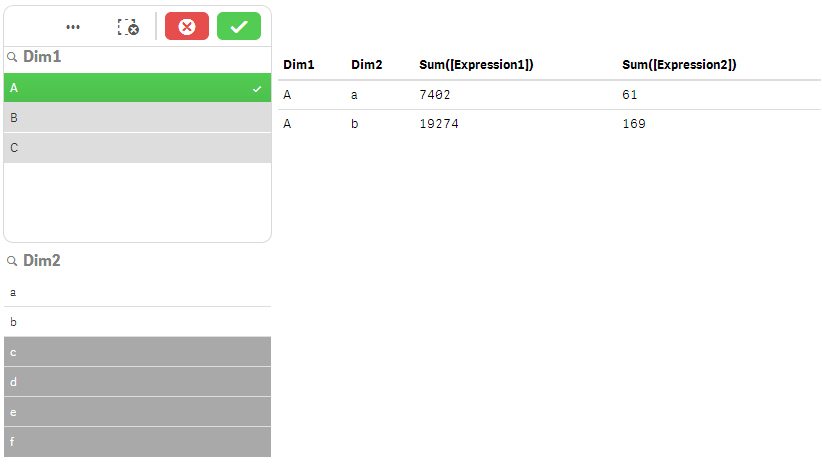 Dim1
A
B
C
Dim2
a
b
c
d
e
f
Dim1 Dim2 Sum([Expression1]) Sum([Expression2])
A a 7402 61
A b 19274 169